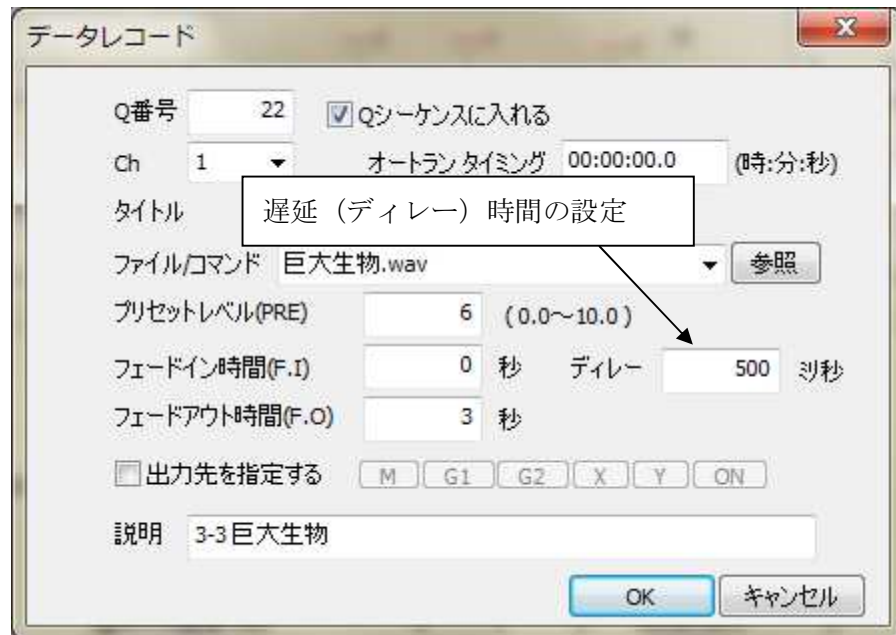 データレコード
Q番号 22 Qシーケンスに入れる
Ch 1 オートラン タイミング 00:00:00.0 (時:分:秒)
タイトル
遅延（ディレー）時間の設定
ファイル/コマンド 巨大生物.wav 参照
プリセットレベル(PRE) 6 (0.0～10.0)
フェードイン時間(F.I) 0 秒 ディレー 500 ミリ秒
フェードアウト時間(F.O) 3 秒
出力先を指定する M G1 G2 X Y ON
説明 3-3巨大生物
OK キャンセル